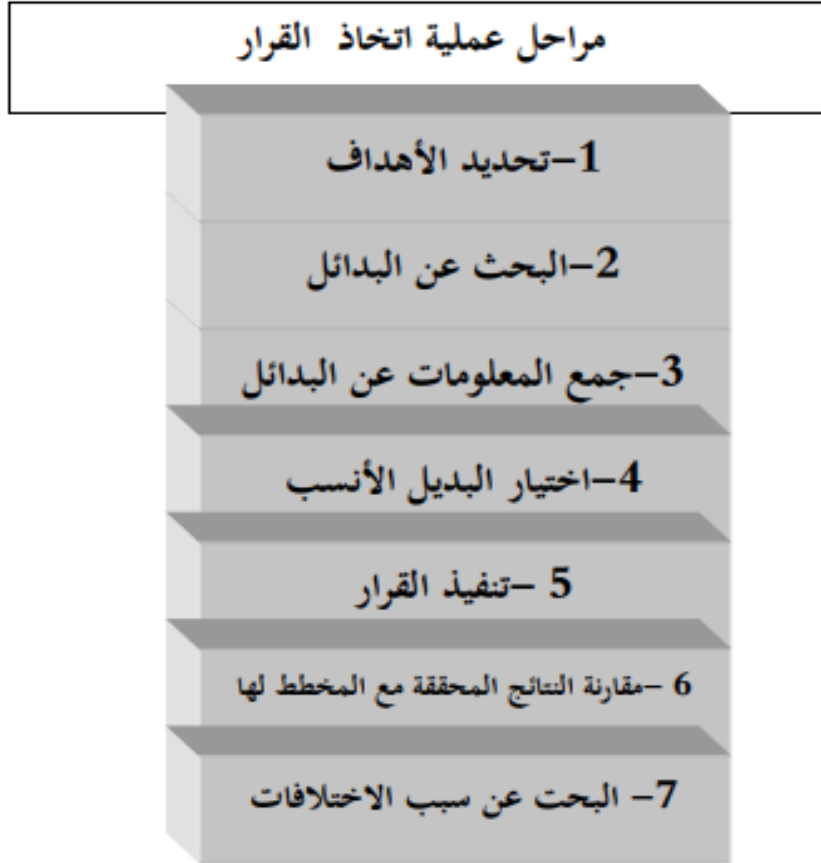 مراحل عملية اتخاذ القرار
1-تحديد الأهداف
2-البحث عن البدائل
3-جمع المعلومات عن البدائل
4-اختيار البديل الأنسب
5 -تنفيذ القرار
6 -مقارنة النتائج المحققة مع المخطط لها
7- البحت عن سبب الاختلافات